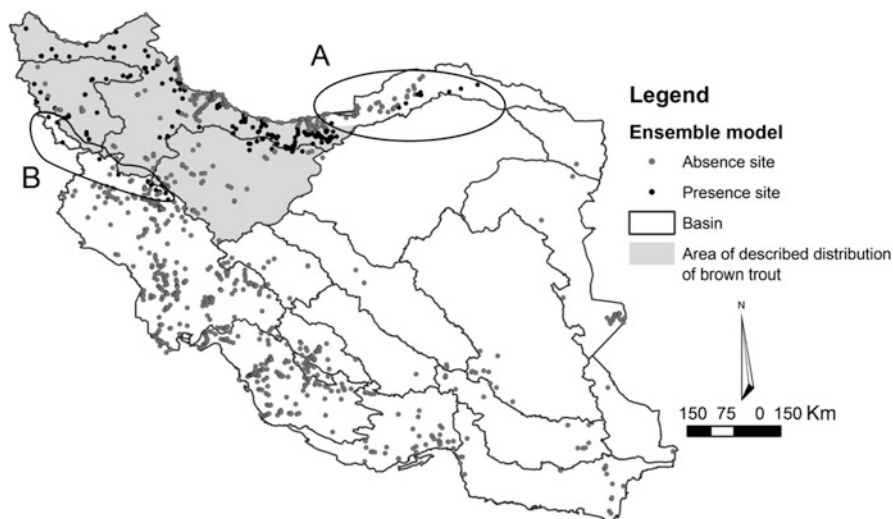 A
B
Legend
Ensemble model
Absence site
Presence site
Basin
Area of described distribution
of brown trout
N
150 75 0 150 Km